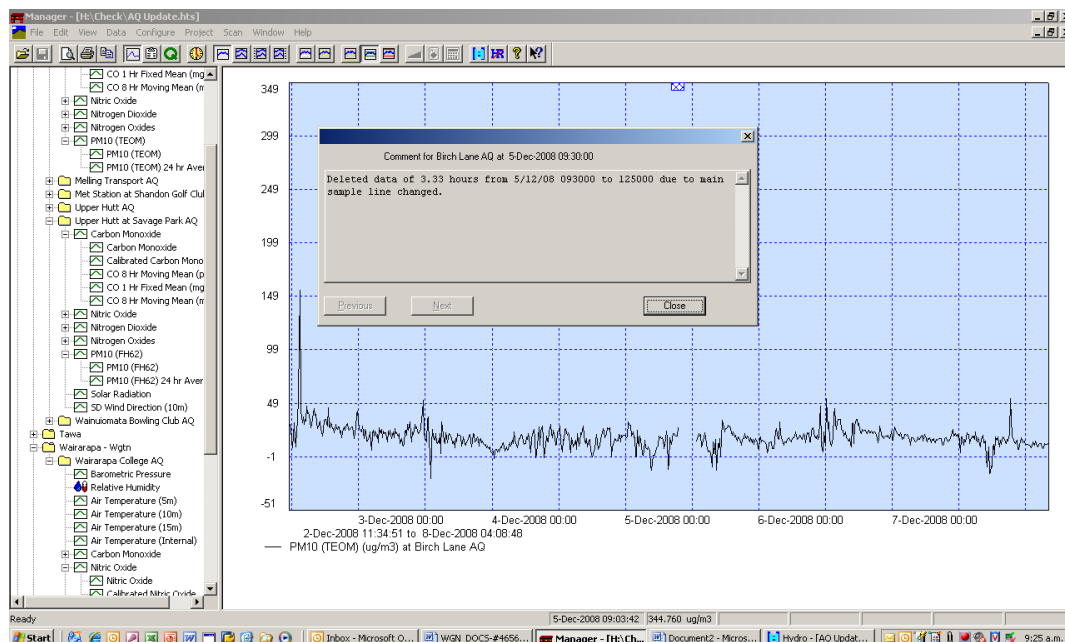 Manager - [H:\Check\AQ Update.hts]
File Edit View Data Configure Project Scan Window Help
CO 1 Hr Fixed Mean (mg
CO 8 Hr Moving Mean (m
Nitric Oxide
Nitrogen Dioxide
Nitrogen Oxides
PM10 (TEOM)
PM10 (TEOM)
PM10 (TEOM) 24 hr Aver
Melling Transport AQ
Met Station at Shandon Golf Clul
Upper Hutt AQ
Upper Hutt at Savage Park AQ
Carbon Monoxide
Carbon Monoxide
Calibrated Carbon Mono
CO 8 Hr Moving Mean (p
CO 1 Hr Fixed Mean (mg
CO 8 Hr Moving Mean (m
Nitric Oxide
Nitrogen Dioxide
Nitrogen Oxides
PM10 (FH62)
PM10 (FH62)
PM10 (FH62) 24 hr Aver
Solar Radiation
SD Wind Direction (10m)
Wainuiomata Bowling Club AQ
Tawa
Wairarapa - Wgtn
Wairarapa College AQ
Barometric Pressure
Relative Humidity
Air Temperature (5m)
Air Temperature (10m)
Air Temperature (15m)
Air Temperature (Internal)
Carbon Monoxide
Nitric Oxide
Nitric Oxide
Calibrated Nitric Oxide
349
299
249
199
149
99
49
-1
-51
Comment for Birch Lane AQ at 5-Dec-2008 09:30:00
Deleted data of 3.33 hours from 5/12/08 093000 to 125000 due to main
sample line changed.
Previous Next Close
3-Dec-2008 00:00 4-Dec-2008 00:00 5-Dec-2008 00:00 6-Dec-2008 00:00 7-Dec-2008 00:00
2-Dec-2008 11:34:51 to 8-Dec-2008 04:08:48
PM10 (TEOM) (ug/m3) at Birch Lane AQ
Ready 5-Dec-2008 09:03:42 344.760 ug/m3
Start Inbox - Microsoft O... WGN_DOCS-#4656... Manager - [H:\Ch... Document2 - Micros... Hydro - [AQ Updat... 9:25 a.m.